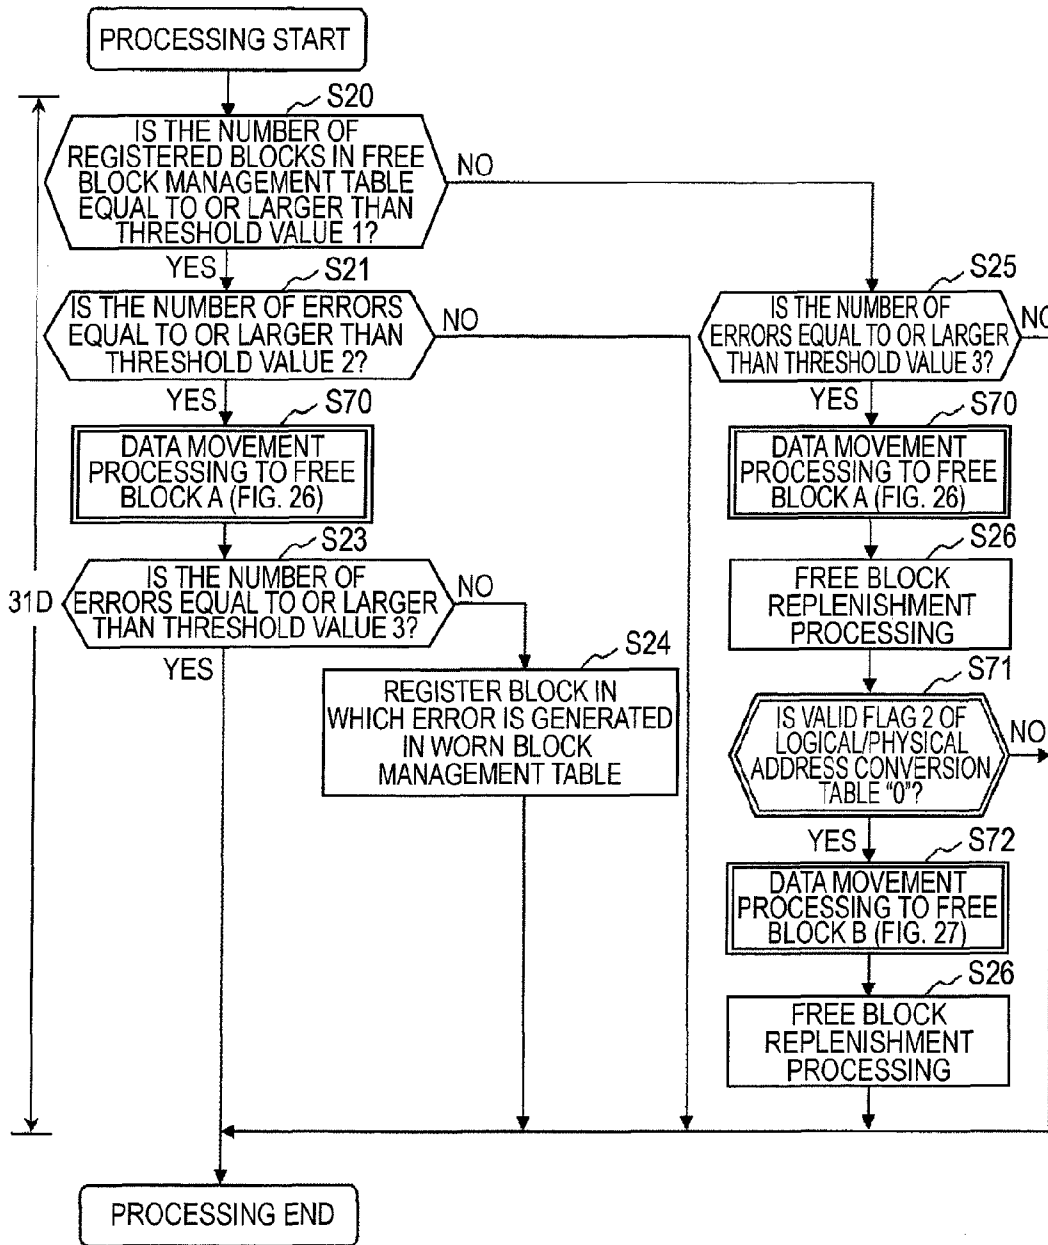 PROCESSING START
S20
IS THE NUMBER OF
REGISTERED BLOCKS IN FREE
BLOCK MANAGEMENT TABLE
EQUAL TO OR LARGER THAN
THRESHOLD VALUE 1?
NO
YES
S21
IS THE NUMBER OF ERRORS
EQUAL TO OR LARGER THAN
THRESHOLD VALUE 2?
NO
YES
S70
DATA MOVEMENT
PROCESSING TO FREE
BLOCK A (FIG. 26)
S23
IS THE NUMBER OF
ERRORS EQUAL TO OR LARGER
THAN THRESHOLD VALUE 3?
NO
YES
31D
S24
REGISTER BLOCK IN
WHICH ERROR IS GENERATED
IN WORN BLOCK
MANAGEMENT TABLE
S25
IS THE NUMBER OF
ERRORS EQUAL TO OR LARGER
THAN THRESHOLD VALUE 3?
NO
YES
S70
DATA MOVEMENT
PROCESSING TO FREE
BLOCK A (FIG. 26)
S26
FREE BLOCK
REPLENISHMENT
PROCESSING
S71
IS VALID FLAG 2 OF
LOGICAL/PHYSICAL
ADDRESS CONVERSION
TABLE “0”?
NO
YES
S72
DATA MOVEMENT
PROCESSING TO FREE
BLOCK B (FIG. 27)
S26
FREE BLOCK
REPLENISHMENT
PROCESSING
PROCESSING END